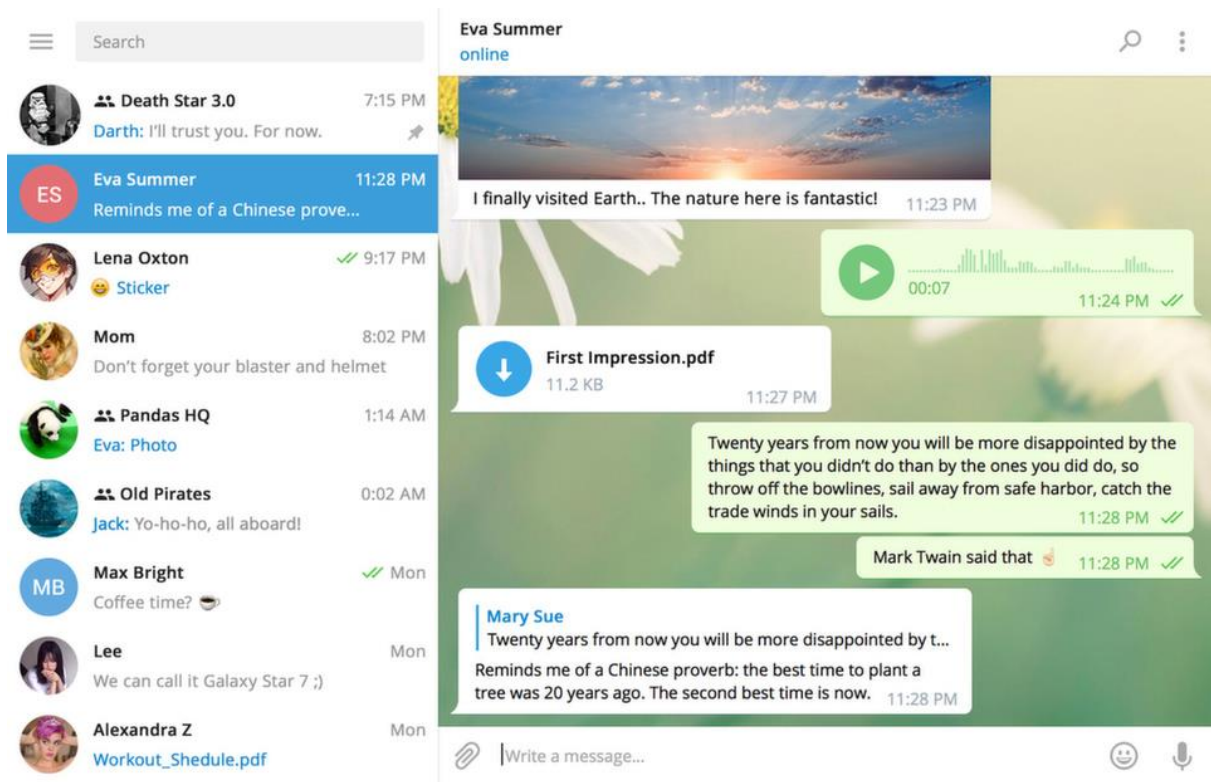 Search
Death Star 3.0 7:15 PM
Darth: I'll trust you. For now.
ES
Eva Summer 11:28 PM
Reminds me of a Chinese prove...
Lena Oxton 9:17 PM
😀 Sticker
Mom 8:02 PM
Don't forget your blaster and helmet
Pandas HQ 1:14 AM
Eva: Photo
Old Pirates 0:02 AM
Jack: Yo-ho-ho, all aboard!
MB
Max Bright Mon
Coffee time? ☕
Lee Mon
We can call it Galaxy Star 7 ;)
Alexandra Z Mon
Workout_Shedule.pdf
Eva Summer
online
I finally visited Earth.. The nature here is fantastic! 11:23 PM
00:07
11:24 PM
First Impression.pdf
11.2 KB
11:27 PM
Twenty years from now you will be more disappointed by the
things that you didn't do than by the ones you did do, so
throw off the bowlines, sail away from safe harbor, catch the
trade winds in your sails. 11:28 PM
Mark Twain said that ☝🏻 11:28 PM
Mary Sue
Twenty years from now you will be more disappointed by t...
Reminds me of a Chinese proverb: the best time to plant a
tree was 20 years ago. The second best time is now. 11:28 PM
Write a message...